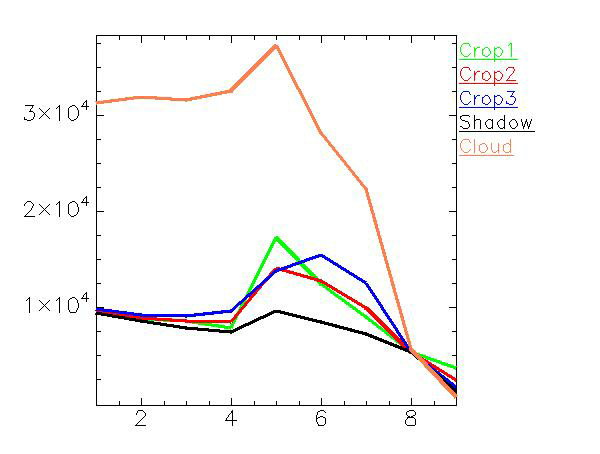 Crop1
Crop2
Crop3
Shadow
Cloud
3×10⁴
2×10⁴
1×10⁴
2 4 6 8